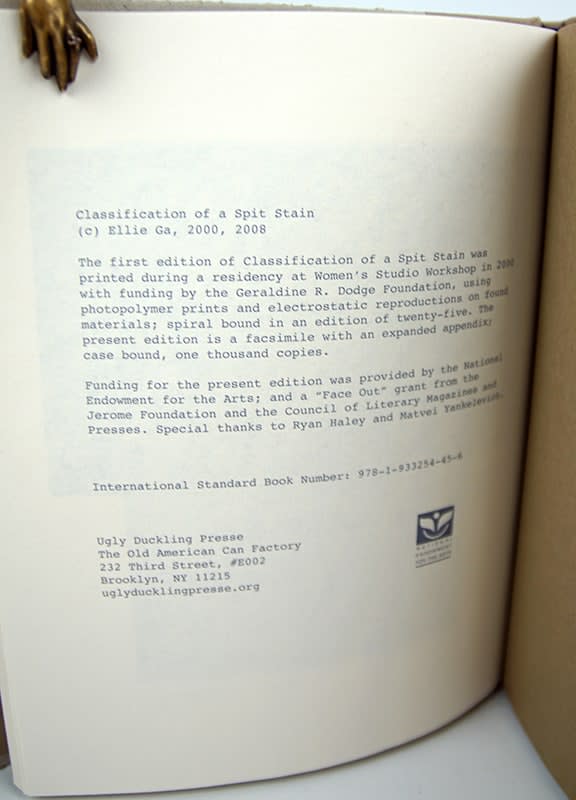 Classification of a Spit Stain
(c) Ellie Ga, 2000, 2008
The first edition of Classification of a Spit Stain was
printed during a residency at Women's Studio Workshop in 2000
with funding by the Geraldine R. Dodge Foundation, using
photopolymer prints and electrostatic reproductions on found
materials; spiral bound in an edition of twenty-five. The
present edition is a facsimile with an expanded appendix;
case bound, one thousand copies.
Funding for the present edition was provided by the National
Endowment for the Arts; and a "Face Out" grant from the
Jerome Foundation and the Council of Literary Magazines and
Presses. Special thanks to Ryan Haley and Matvei Yankelevich.
International Standard Book Number: 978-1-933254-45-6
Ugly Duckling Presse
The Old American Can Factory
232 Third Street, #E002
Brooklyn, NY 11215
uglyducklingpresse.org
NATIONAL
ENDOWMENT
FOR THE ARTS